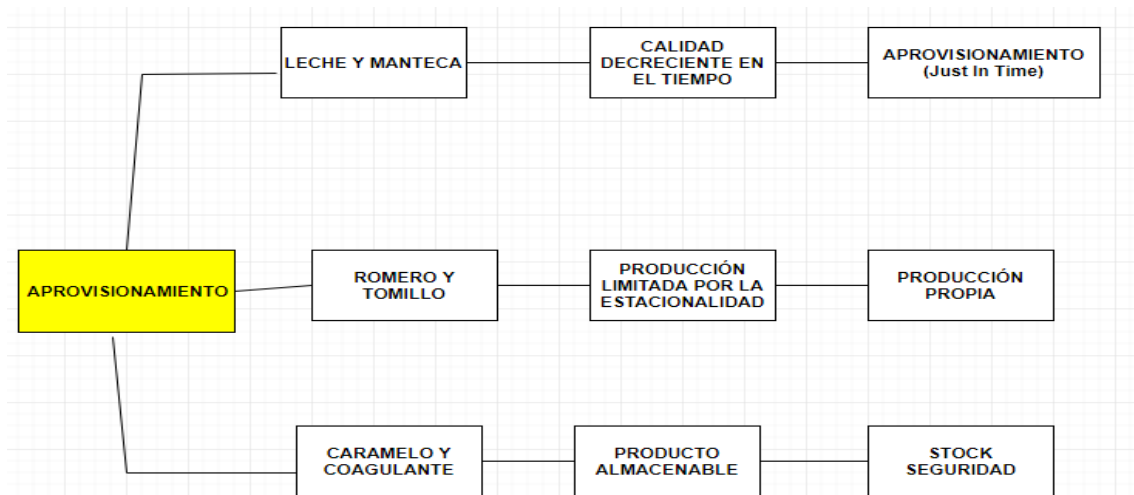 LECHE Y MANTECA
CALIDAD
DECRECIENTE EN
EL TIEMPO
APROVISIONAMIENTO
(Just In Time)
APROVISIONAMIENTO
ROMERO Y
TOMILLO
PRODUCCIÓN
LIMITADA POR LA
ESTACIONALIDAD
PRODUCCIÓN
PROPIA
CARAMELO Y
COAGULANTE
PRODUCTO
ALMACENABLE
STOCK
SEGURIDAD